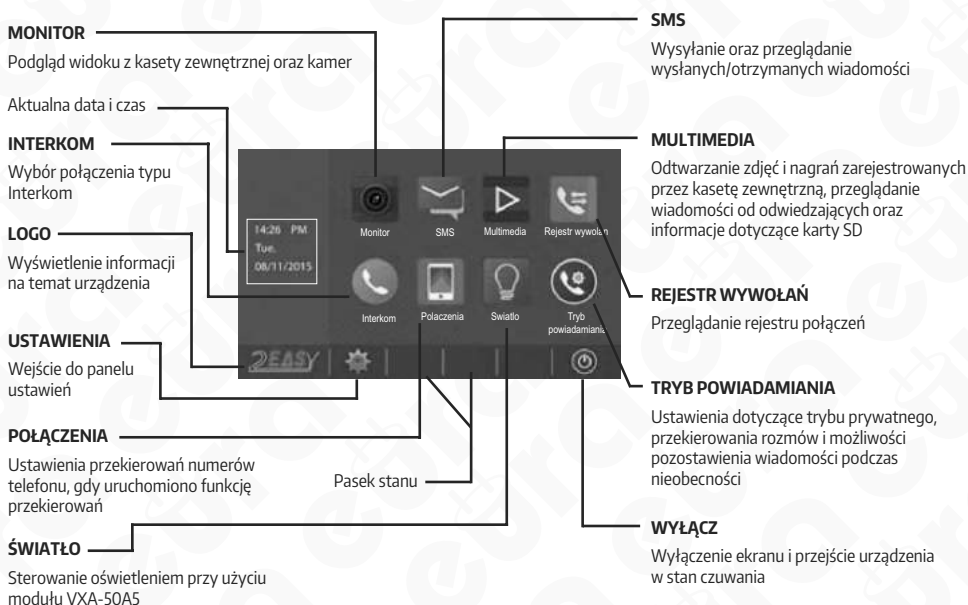 MONITOR
Podgląd widoku z kasety zewnętrznej oraz kamer
Aktualna data i czas
INTERKOM
Wybór połączenia typu
Interkom
LOGO
Wyświetlenie informacji
na temat urządzenia
USTAWIENIA
Wejście do panelu
ustawień
POŁĄCZENIA
Ustawienia przekierowań numerów
telefonu, gdy uruchomiono funkcję
przekierowań
ŚWIATŁO
Sterowanie oświetleniem przy użyciu
modułu VXA-50A5
14:26 PM
Tue.
08/11/2015
Monitor
SMS
Multimedia
Rejestr wywolan
Interkom
Polaczenia
Swiatlo
Tryb
powiadamiania
2EASY
Pasek stanu
SMS
Wysyłanie oraz przeglądanie
wysłanych/otrzymanych wiadomości
MULTIMEDIA
Odtwarzanie zdjęć i nagrań zarejestrowanych
przez kasetę zewnętrzną, przeglądanie
wiadomości od odwiedzających oraz
informacje dotyczące karty SD
REJESTR WYWOŁAŃ
Przeglądanie rejestru połączeń
TRYB POWIADAMIANIA
Ustawienia dotyczące trybu prywatnego,
przekierowania rozmów i możliwości
pozostawienia wiadomości podczas
nieobecności
WYŁĄCZ
Wyłączenie ekranu i przejście urządzenia
w stan czuwania